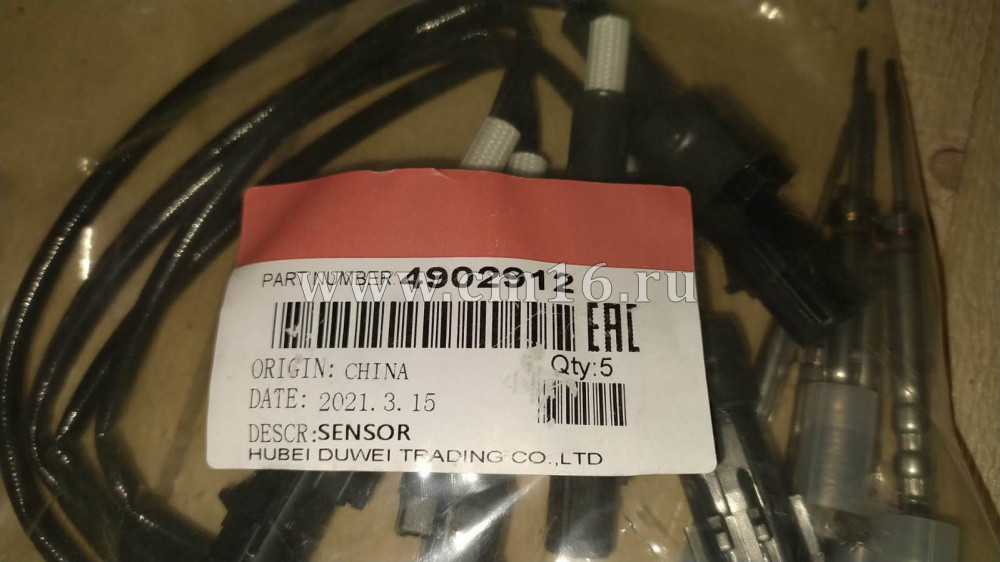 PART NUMBER: 4902912
www.cm16.ru
EAC
ORIGIN: CHINA
Qty:5
DATE: 2021.3.15
DESCR:SENSOR
HUBEI DUWEI TRADING CO.,LTD